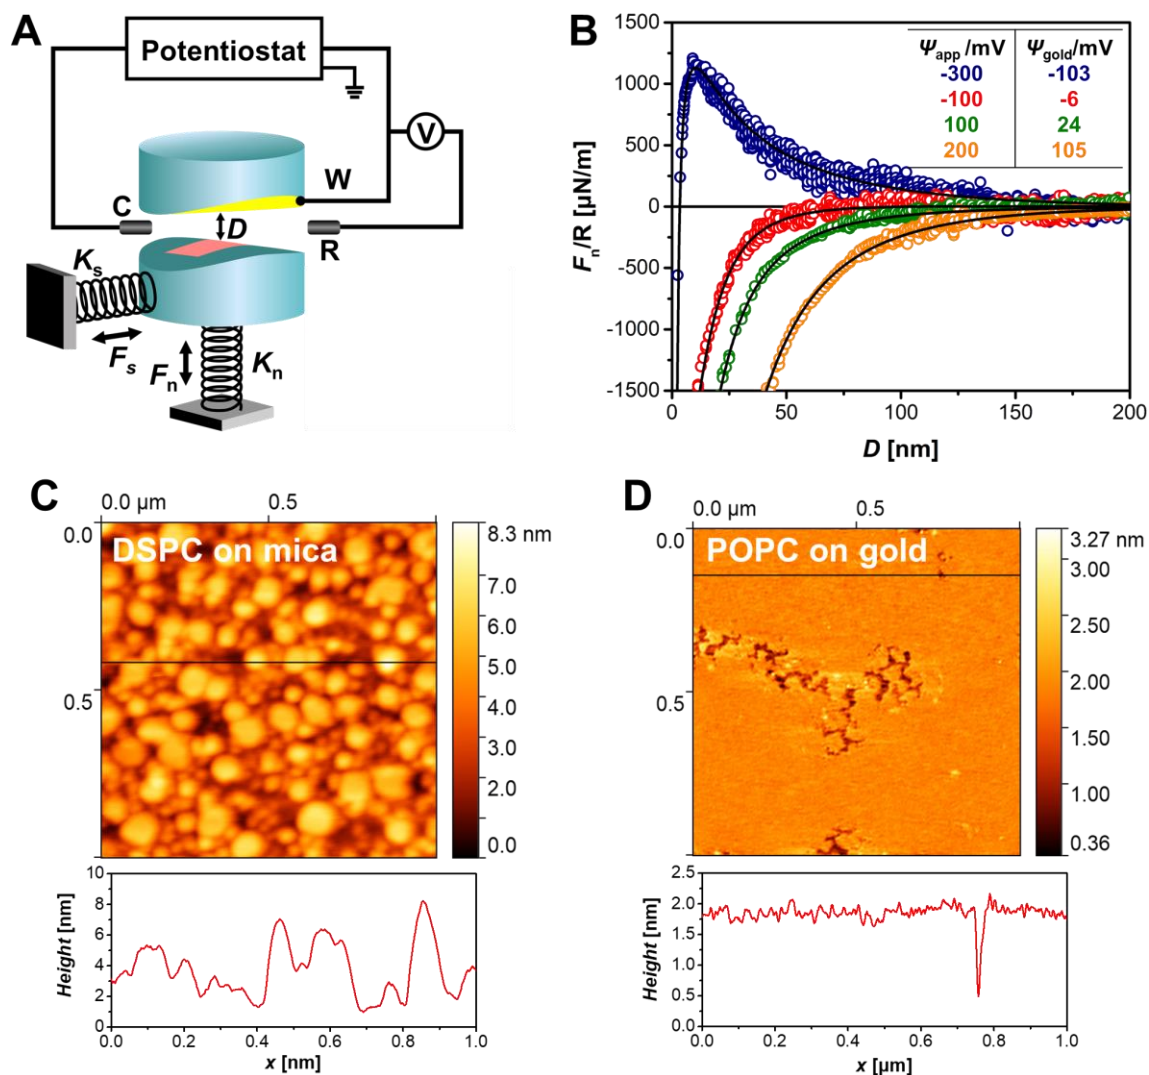 A
Potentiostat
V
W
C
D
R
Kₛ
Fₛ
Fₙ
Kₙ
B
1500
1000
500
0
-500
-1000
-1500
Fₙ/R [µN/m]
Ψapp /mV Ψgold/mV
-300 -103
-100 -6
100 24
200 105
0 50 100 150 200
D [nm]
C
0.0 µm 0.5
0.0
0.5
DSPC on mica
8.3 nm
7.0
6.0
5.0
4.0
3.0
2.0
1.0
0.0
10
8
6
4
2
0
Height [nm]
0.0 0.2 0.4 0.6 0.8 1.0
x [nm]
D
0.0 µm 0.5
0.0
0.5
POPC on gold
3.27 nm
3.00
2.50
2.00
1.50
1.00
0.36
2.5
2.0
1.5
1.0
0.5
0.0
Height [nm]
0.0 0.2 0.4 0.6 0.8 1.0
x [µm]